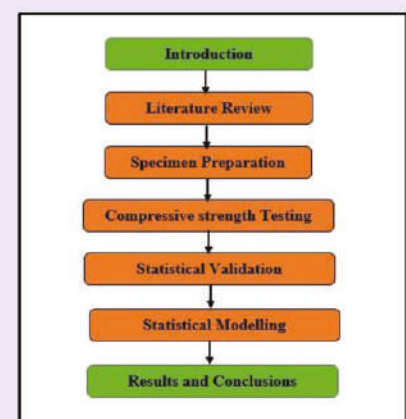 Introduction
Literature Review
Specimen Preparation
Compressive strength Testing
Statistical Validation
Statistical Modelling
Results and Conclusions